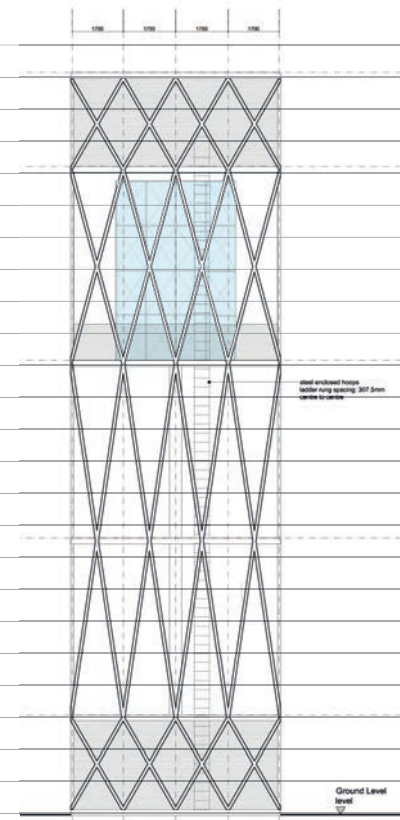 1750 1750 1750 1750
steel enclosed hoops
ladder rung spacing: 307.5mm
centre to centre
Ground Level
level